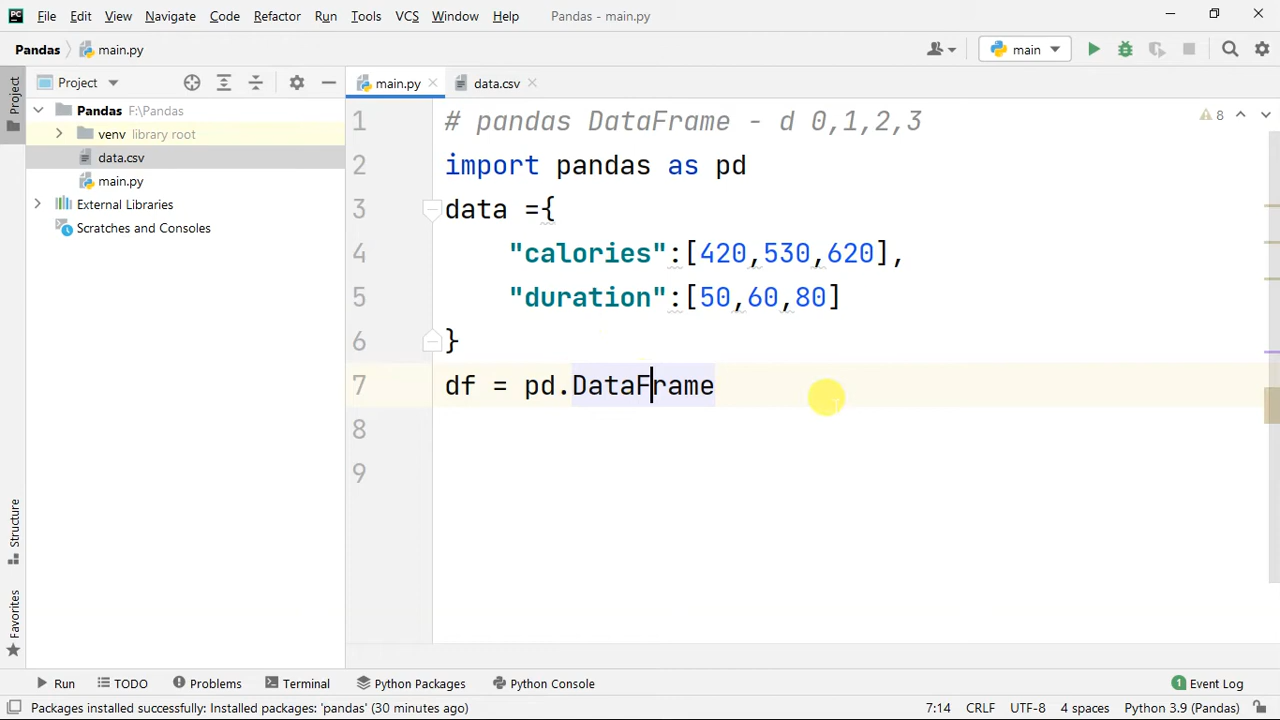 PC File Edit View Navigate Code Refactor Run Tools VCS Window Help Pandas - main.py
Pandas main.py main
Project main.py data.csv
Pandas F:\Pandas
venv library root
data.csv
main.py
External Libraries
Scratches and Consoles
Project
Structure
Favorites
1 # pandas DataFrame - d 0,1,2,3
8
2 import pandas as pd
3 data ={
4 "calories":[420,530,620],
5 "duration":[50,60,80]
6 }
7 df = pd.DataFrame
8
9
Run TODO Problems Terminal Python Packages Python Console 1 Event Log
Packages installed successfully: Installed packages: 'pandas' (30 minutes ago) 7:14 CRLF UTF-8 4 spaces Python 3.9 (Pandas)